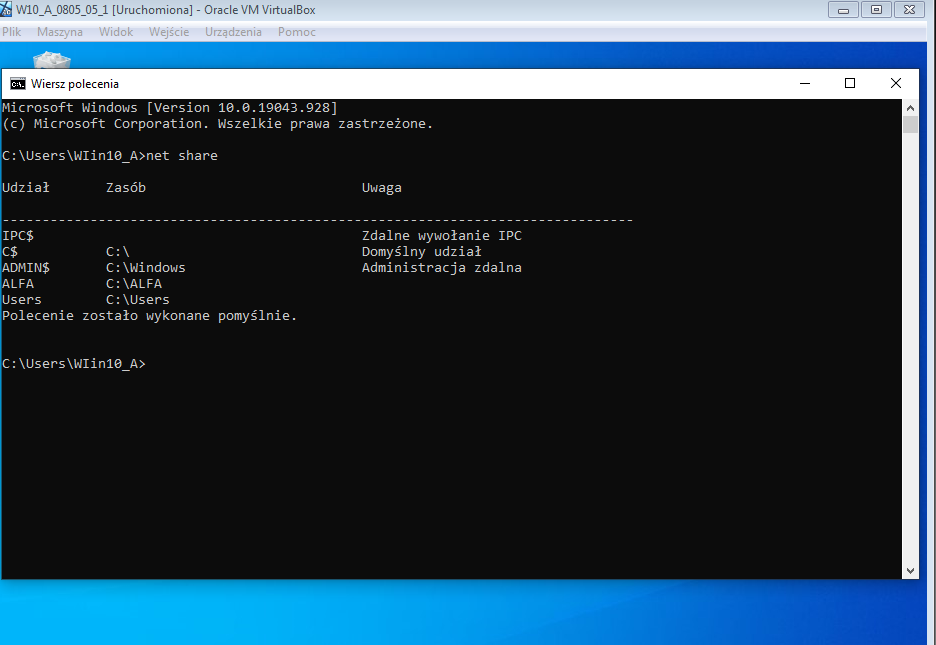 W10_A_0805_05_1 [Uruchomiona] - Oracle VM VirtualBox
Plik Maszyna Widok Wejście Urządzenia Pomoc
Wiersz polecenia
Microsoft Windows [Version 10.0.19043.928]
(c) Microsoft Corporation. Wszelkie prawa zastrzeżone.
C:\Users\WIin10_A>net share
Udział Zasób Uwaga
-------------------------------------------------------------------------------
IPC$ Zdalne wywołanie IPC
C$ C:\ Domyślny udział
ADMIN$ C:\Windows Administracja zdalna
ALFA C:\ALFA
Users C:\Users
Polecenie zostało wykonane pomyślnie.
C:\Users\WIin10_A>